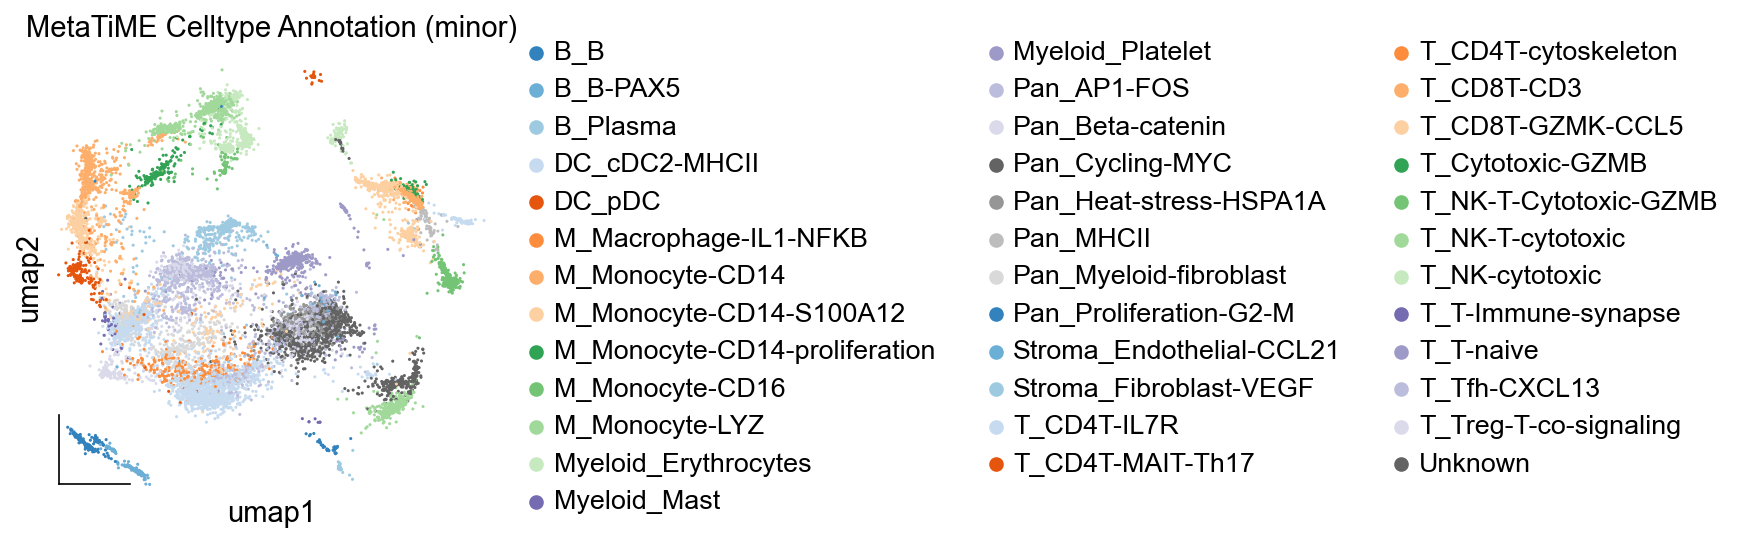 MetaTiME Celltype Annotation (minor)
umap2
umap1
B_B
B_B-PAX5
B_Plasma
DC_cDC2-MHCII
DC_pDC
M_Macrophage-IL1-NFKB
M_Monocyte-CD14
M_Monocyte-CD14-S100A12
M_Monocyte-CD14-proliferation
M_Monocyte-CD16
M_Monocyte-LYZ
Myeloid_Erythrocytes
Myeloid_Mast
Myeloid_Platelet
Pan_AP1-FOS
Pan_Beta-catenin
Pan_Cycling-MYC
Pan_Heat-stress-HSPA1A
Pan_MHCII
Pan_Myeloid-fibroblast
Pan_Proliferation-G2-M
Stroma_Endothelial-CCL21
Stroma_Fibroblast-VEGF
T_CD4T-IL7R
T_CD4T-MAIT-Th17
T_CD4T-cytoskeleton
T_CD8T-CD3
T_CD8T-GZMK-CCL5
T_Cytotoxic-GZMB
T_NK-T-Cytotoxic-GZMB
T_NK-T-cytotoxic
T_NK-cytotoxic
T_T-Immune-synapse
T_T-naive
T_Tfh-CXCL13
T_Treg-T-co-signaling
Unknown